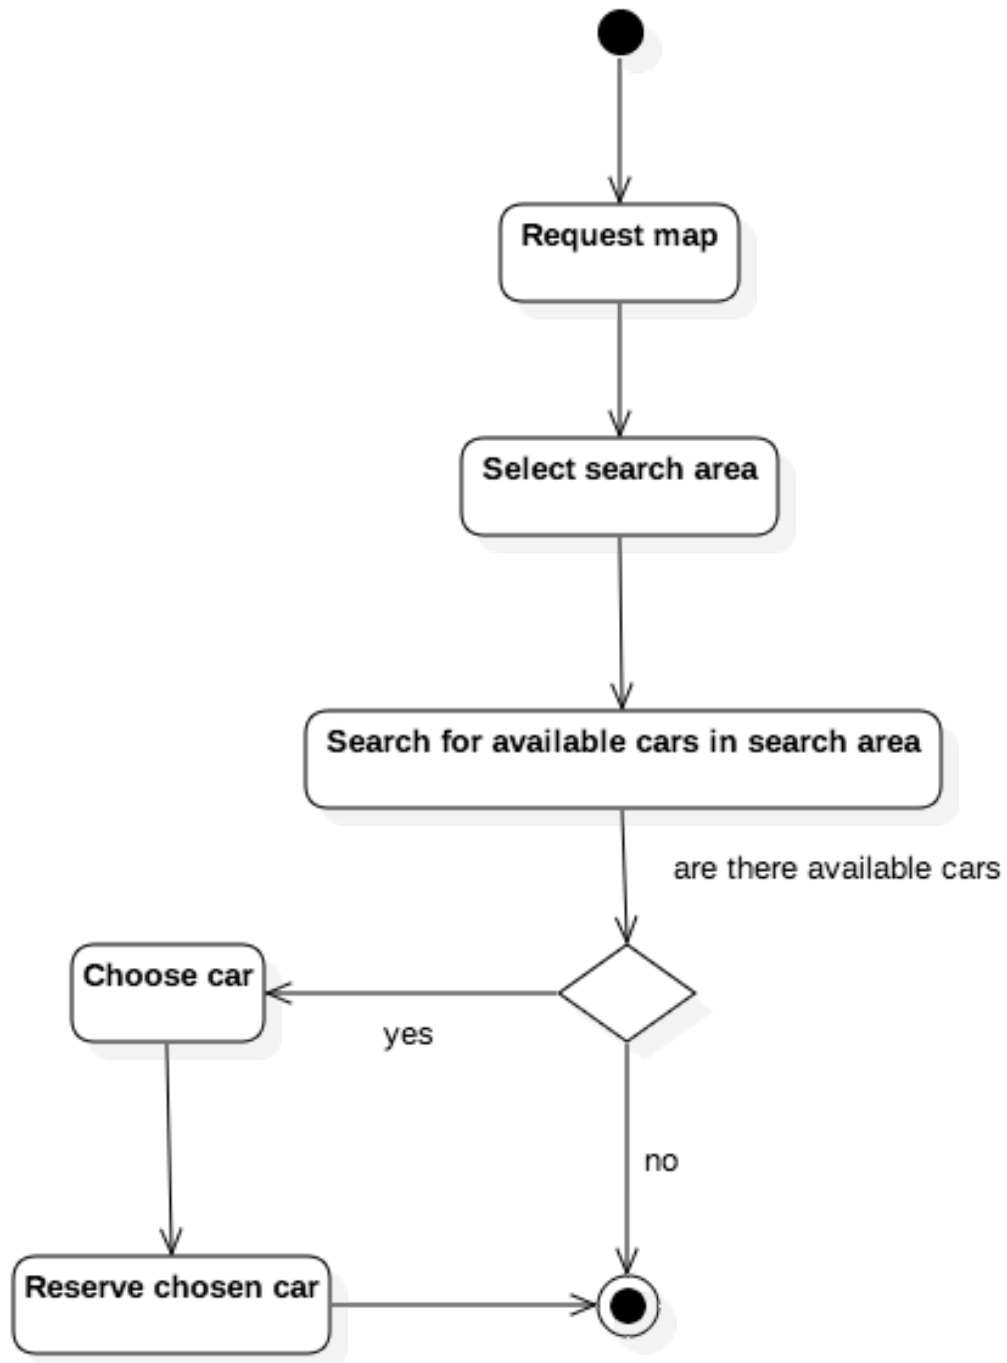 Request map
Select search area
Search for available cars in search area
are there available cars
Choose car
yes
no
Reserve chosen car